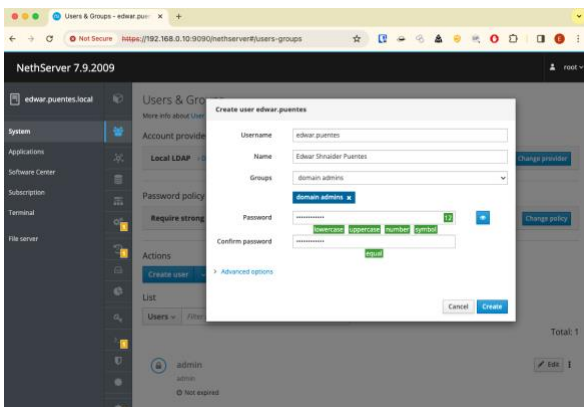 Users & Groups - edwar.puen
Not Secure https://192.168.0.10:9090/nethserver#/users-groups
NethServer 7.9.2009
root
edwar.puentes.local
System
Applications
Software Center
Subscription
Terminal
File server
Users & Gro
More info about User
Account provide
Local LDAP
Change provider
Password policy
Require strong
Change policy
Actions
Create user
List
Users
Filter
Total: 1
admin
admin
Not expired
Edit
Create user edwar.puentes
Username edwar.puentes
Name Edwar Shnaider Puentes
Groups domain admins
domain admins x
Password 12
lowercase uppercase number symbol
Confirm password
equal
Advanced options
Cancel Create